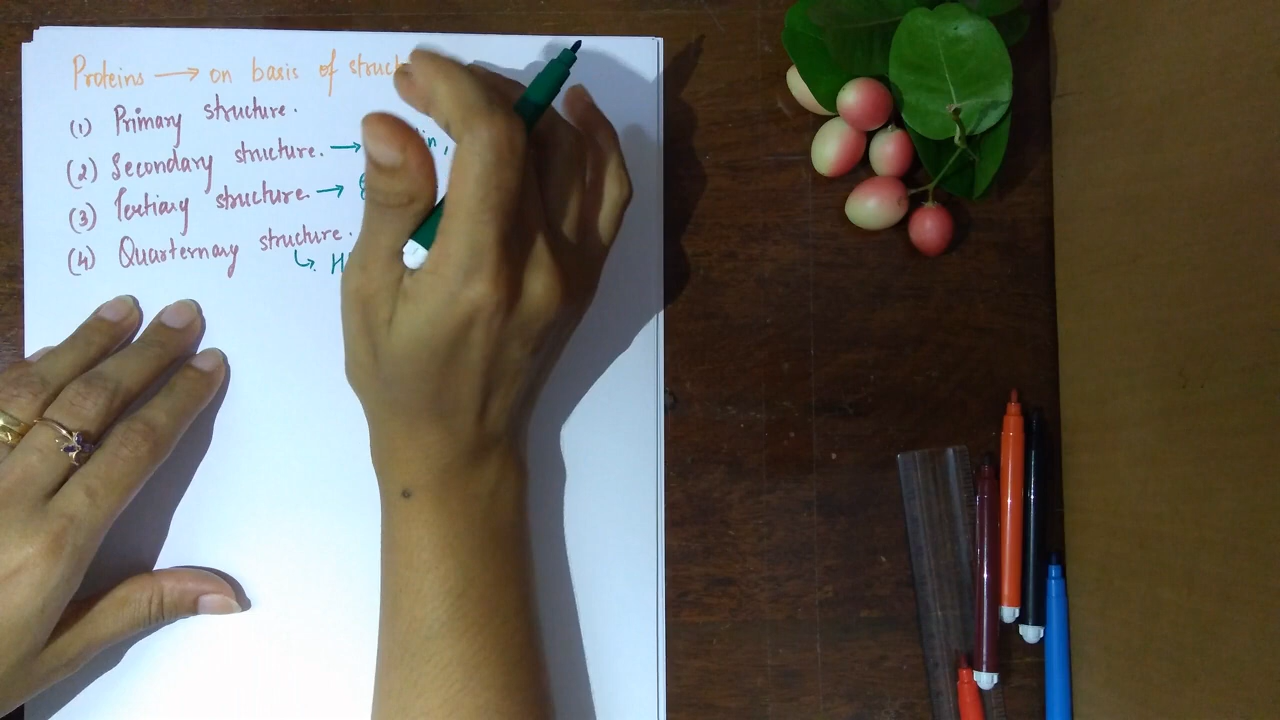 Proteins → on basis of
(1) Primary structure.
(2) Secondary structure. →
(3) Tertiary structure. →
(4) Quarternary structure.
↳